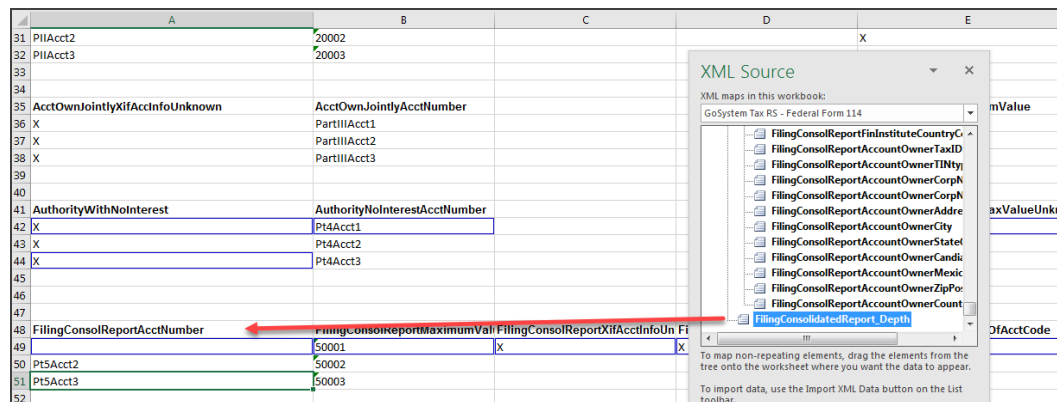 A B C D E
31 PIIAcct2 20002 X
32 PIIAcct3 20003
33
34
35 AcctOwnJointlyXifAccInfoUnknown AcctOwnJointlyAcctNumber mValue
36 X PartIIIAcct1
37 X PartIIIAcct2
38 X PartIIIAcct3
39
40
41 AuthorityWithNoInterest AuthorityNoInterestAcctNumber axValueUnkn
42 X Pt4Acct1
43 X Pt4Acct2
44 X Pt4Acct3
45
46
47
48 FilingConsolReportAcctNumber FilingConsolReportMaximumVal FilingConsolReportXifAcctInfoUn Fi OfAcctCode
49 50001 X X
50 Pt5Acct2 50002
51 Pt5Acct3 50003
52
XML Source
XML maps in this workbook:
GoSystem Tax RS - Federal Form 114
FilingConsolReportFinInstituteCountryC
FilingConsolReportAccountOwnerTaxID
FilingConsolReportAccountOwnerTINty
FilingConsolReportAccountOwnerCorpN
FilingConsolReportAccountOwnerCorpN
FilingConsolReportAccountOwnerAddre
FilingConsolReportAccountOwnerCity
FilingConsolReportAccountOwnerState
FilingConsolReportAccountOwnerCandia
FilingConsolReportAccountOwnerMexic
FilingConsolReportAccountOwnerZipPos
FilingConsolReportAccountOwnerCount
FilingConsolidatedReport_Depth
To map non-repeating elements, drag the elements from the
tree onto the worksheet where you want the data to appear.
To import data, use the Import XML Data button on the List
toolbar.